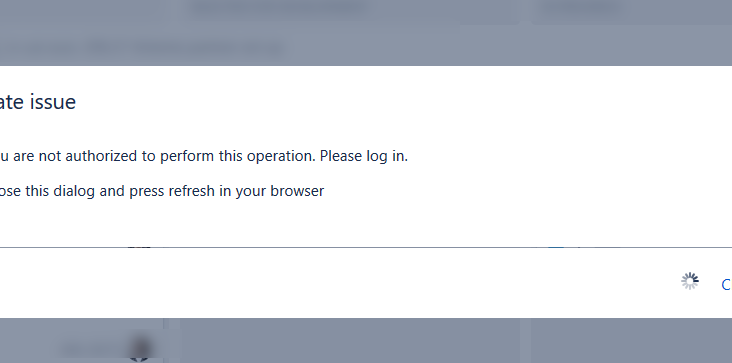 ate issue
u are not authorized to perform this operation. Please log in.
ose this dialog and press refresh in your browser
C